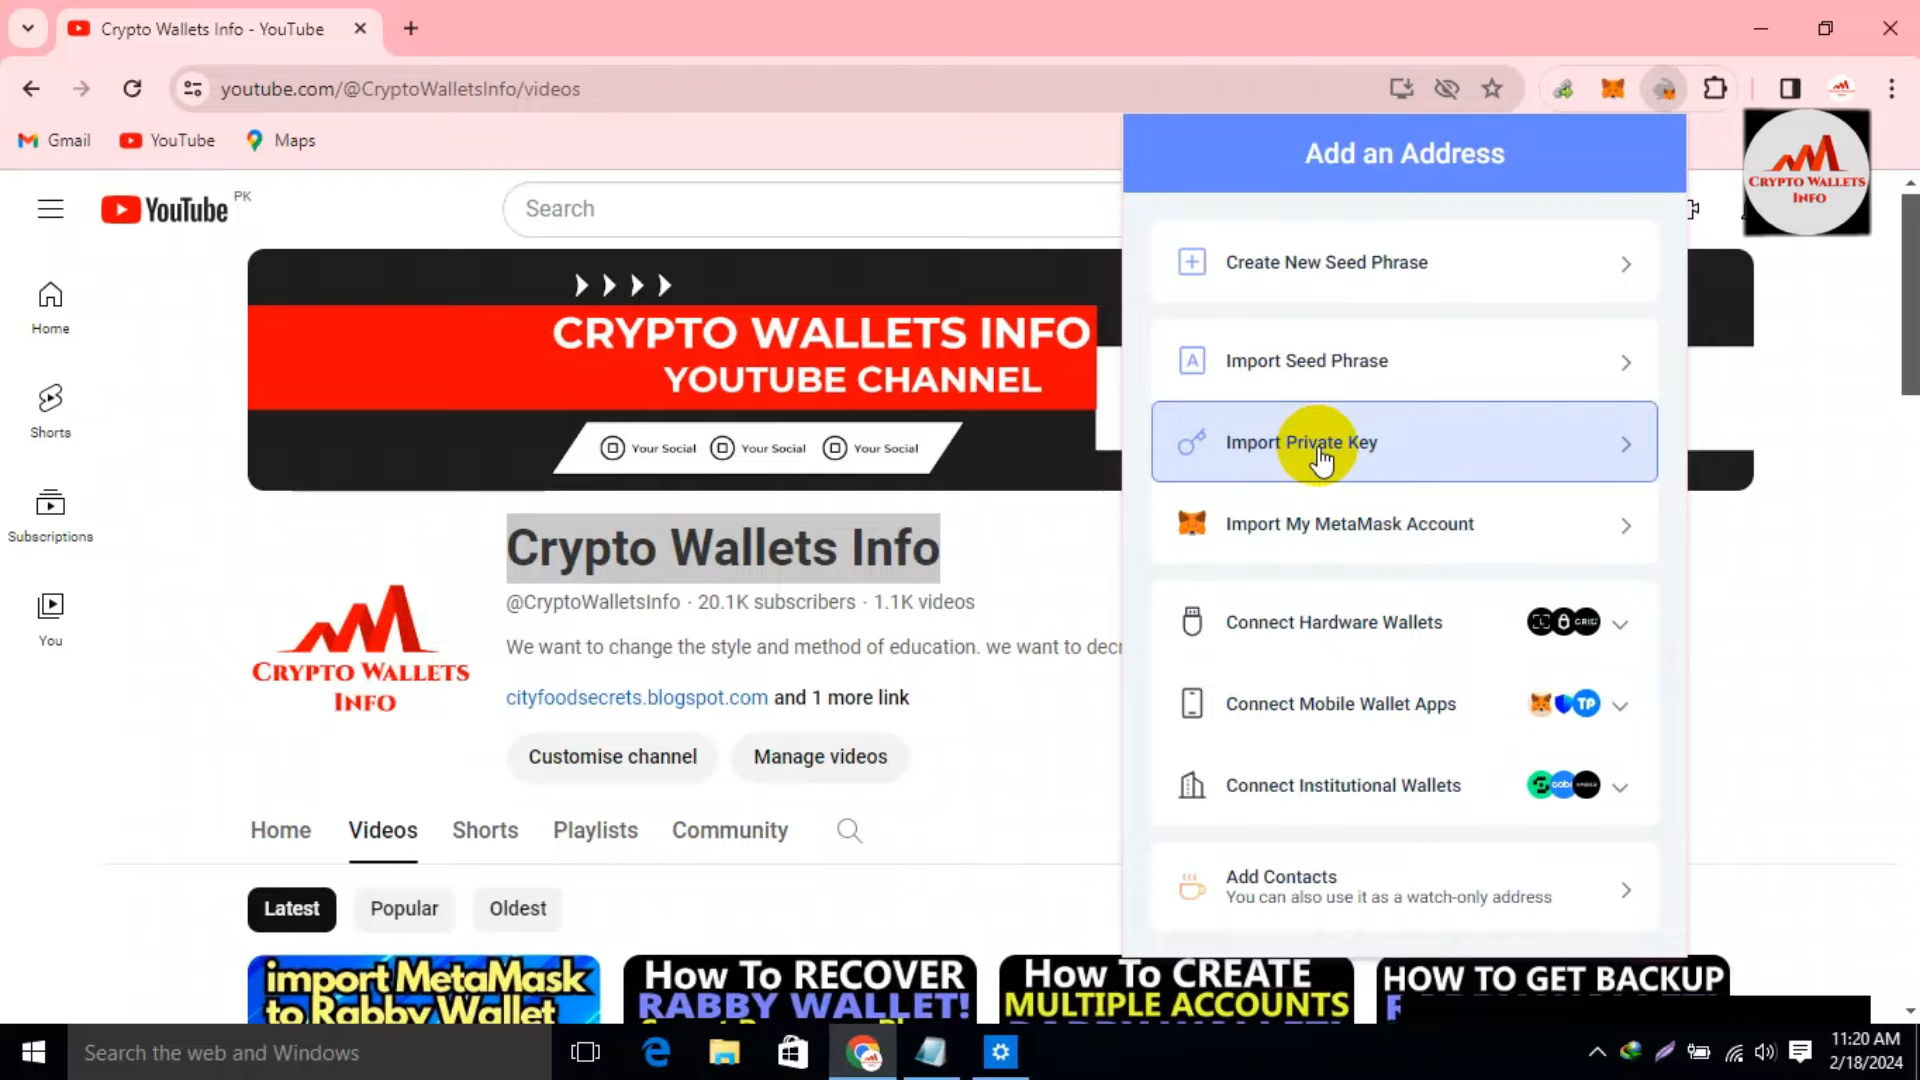 Crypto Wallets Info - YouTube
youtube.com/@CryptoWalletsInfo/videos
Gmail
YouTube
Maps
YouTube PK
Search
CRYPTO WALLETS INFO
YOUTUBE CHANNEL
Your Social
Your Social
Your Social
Home
Shorts
Subscriptions
You
CRYPTO WALLETS
INFO
Crypto Wallets Info
@CryptoWalletsInfo · 20.1K subscribers · 1.1K videos
We want to change the style and method of education. we want to decr
cityfoodsecrets.blogspot.com and 1 more link
Customise channel
Manage videos
Home
Videos
Shorts
Playlists
Community
Latest
Popular
Oldest
import MetaMask
to Rabby Wallet
How To RECOVER
RABBY WALLET!
How To CREATE
MULTIPLE ACCOUNTS
HOW TO GET BACKUP
Add an Address
Create New Seed Phrase
A
Import Seed Phrase
Import Private Key
Import My MetaMask Account
Connect Hardware Wallets
GRID
Connect Mobile Wallet Apps
TP
Connect Institutional Wallets
Add Contacts
You can also use it as a watch-only address
CRYPTO WALLETS
INFO
Search the web and Windows
11:20 AM
2/18/2024